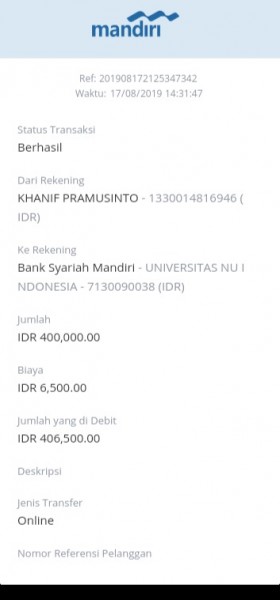 mandiri
Ref: 201908172125347342
Waktu: 17/08/2019 14:31:47
Status Transaksi
Berhasil
Dari Rekening
KHANIF PRAMUSINTO - 1330014816946 (
IDR)
Ke Rekening
Bank Syariah Mandiri - UNIVERSITAS NU I
NDONESIA - 7130090038 (IDR)
Jumlah
IDR 400,000.00
Biaya
IDR 6,500.00
Jumlah yang di Debit
IDR 406,500.00
Deskripsi
Jenis Transfer
Online
Nomor Referensi Pelanggan